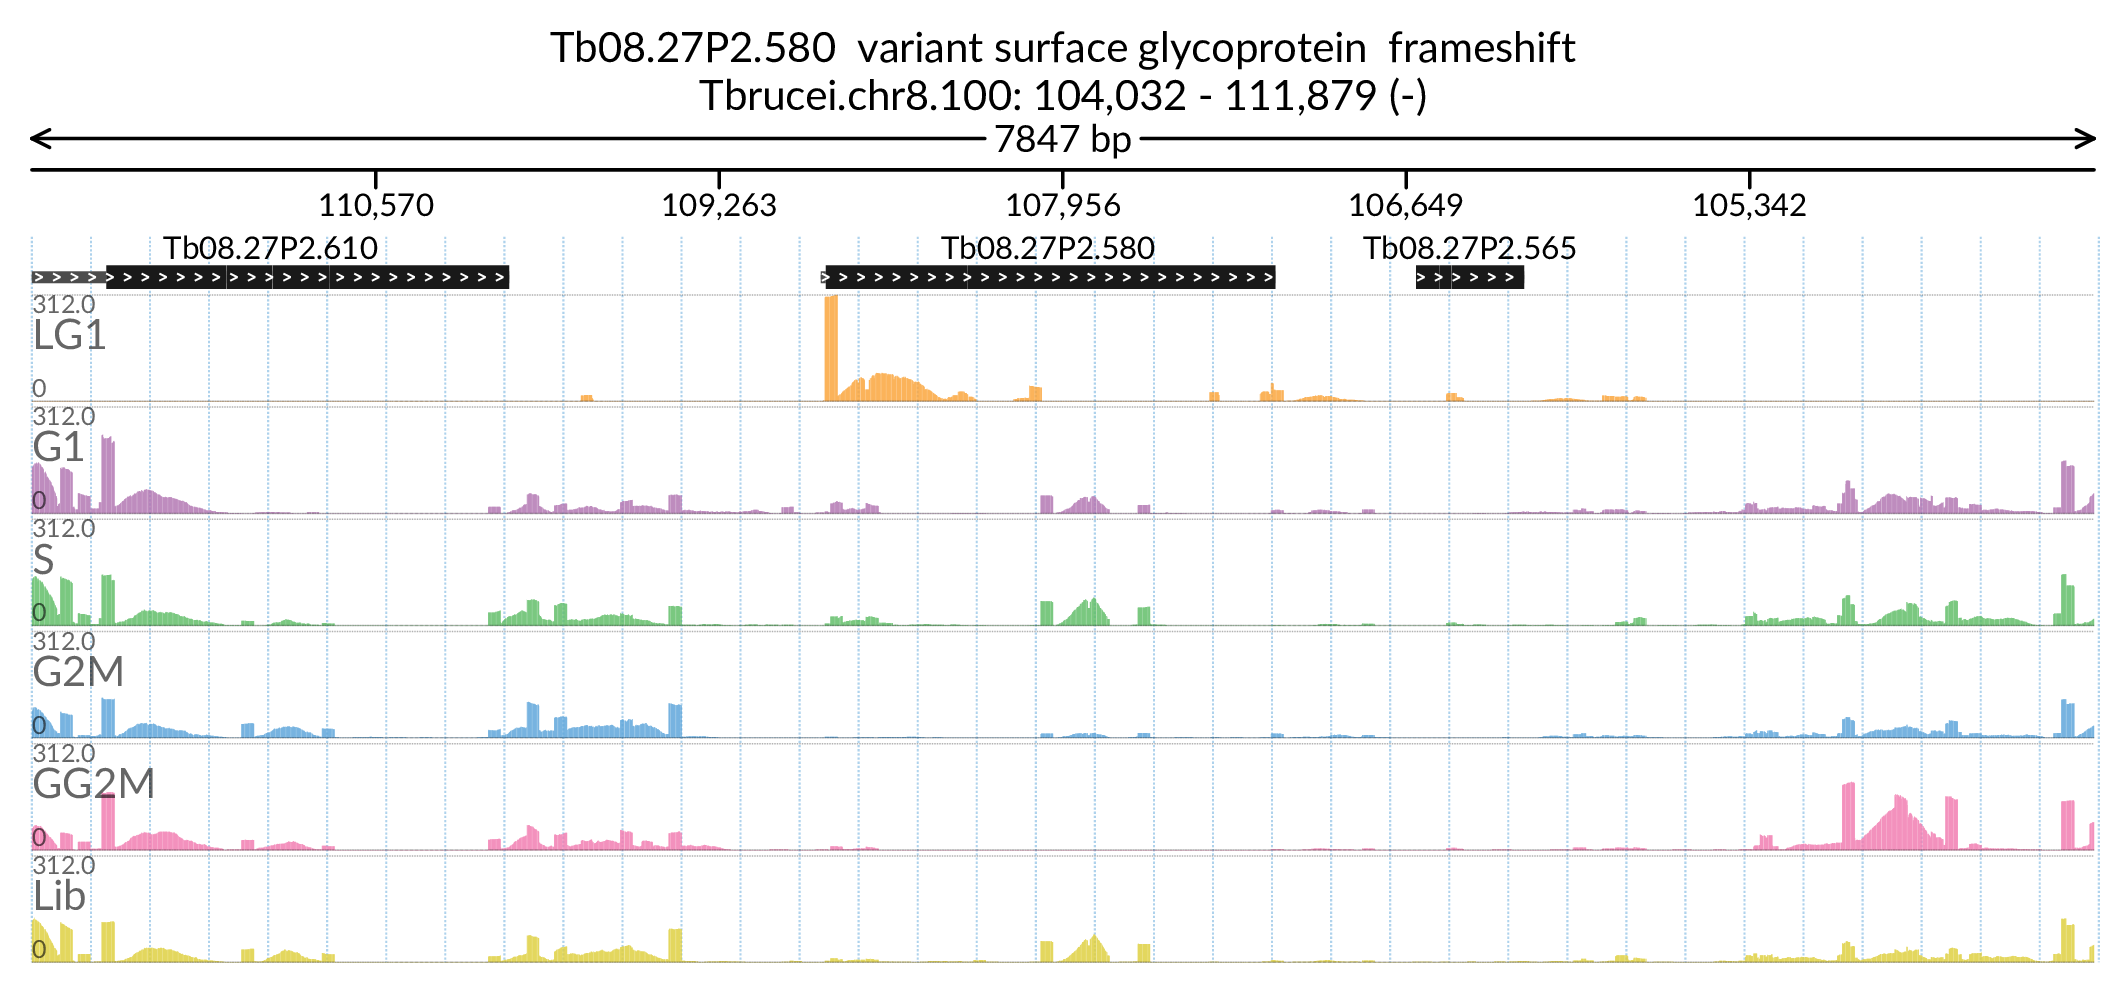 Tb08.27P2.580  variant surface glycoprotein  frameshift
Tbrucei.chr8.100: 104,032 - 111,879 (-)
7847 bp
110,570 109,263 107,956 106,649 105,342
Tb08.27P2.610 Tb08.27P2.580 Tb08.27P2.565
312.0
LG1
0
312.0
G1
0
312.0
S
0
312.0
G2M
0
312.0
GG2M
0
312.0
Lib
0